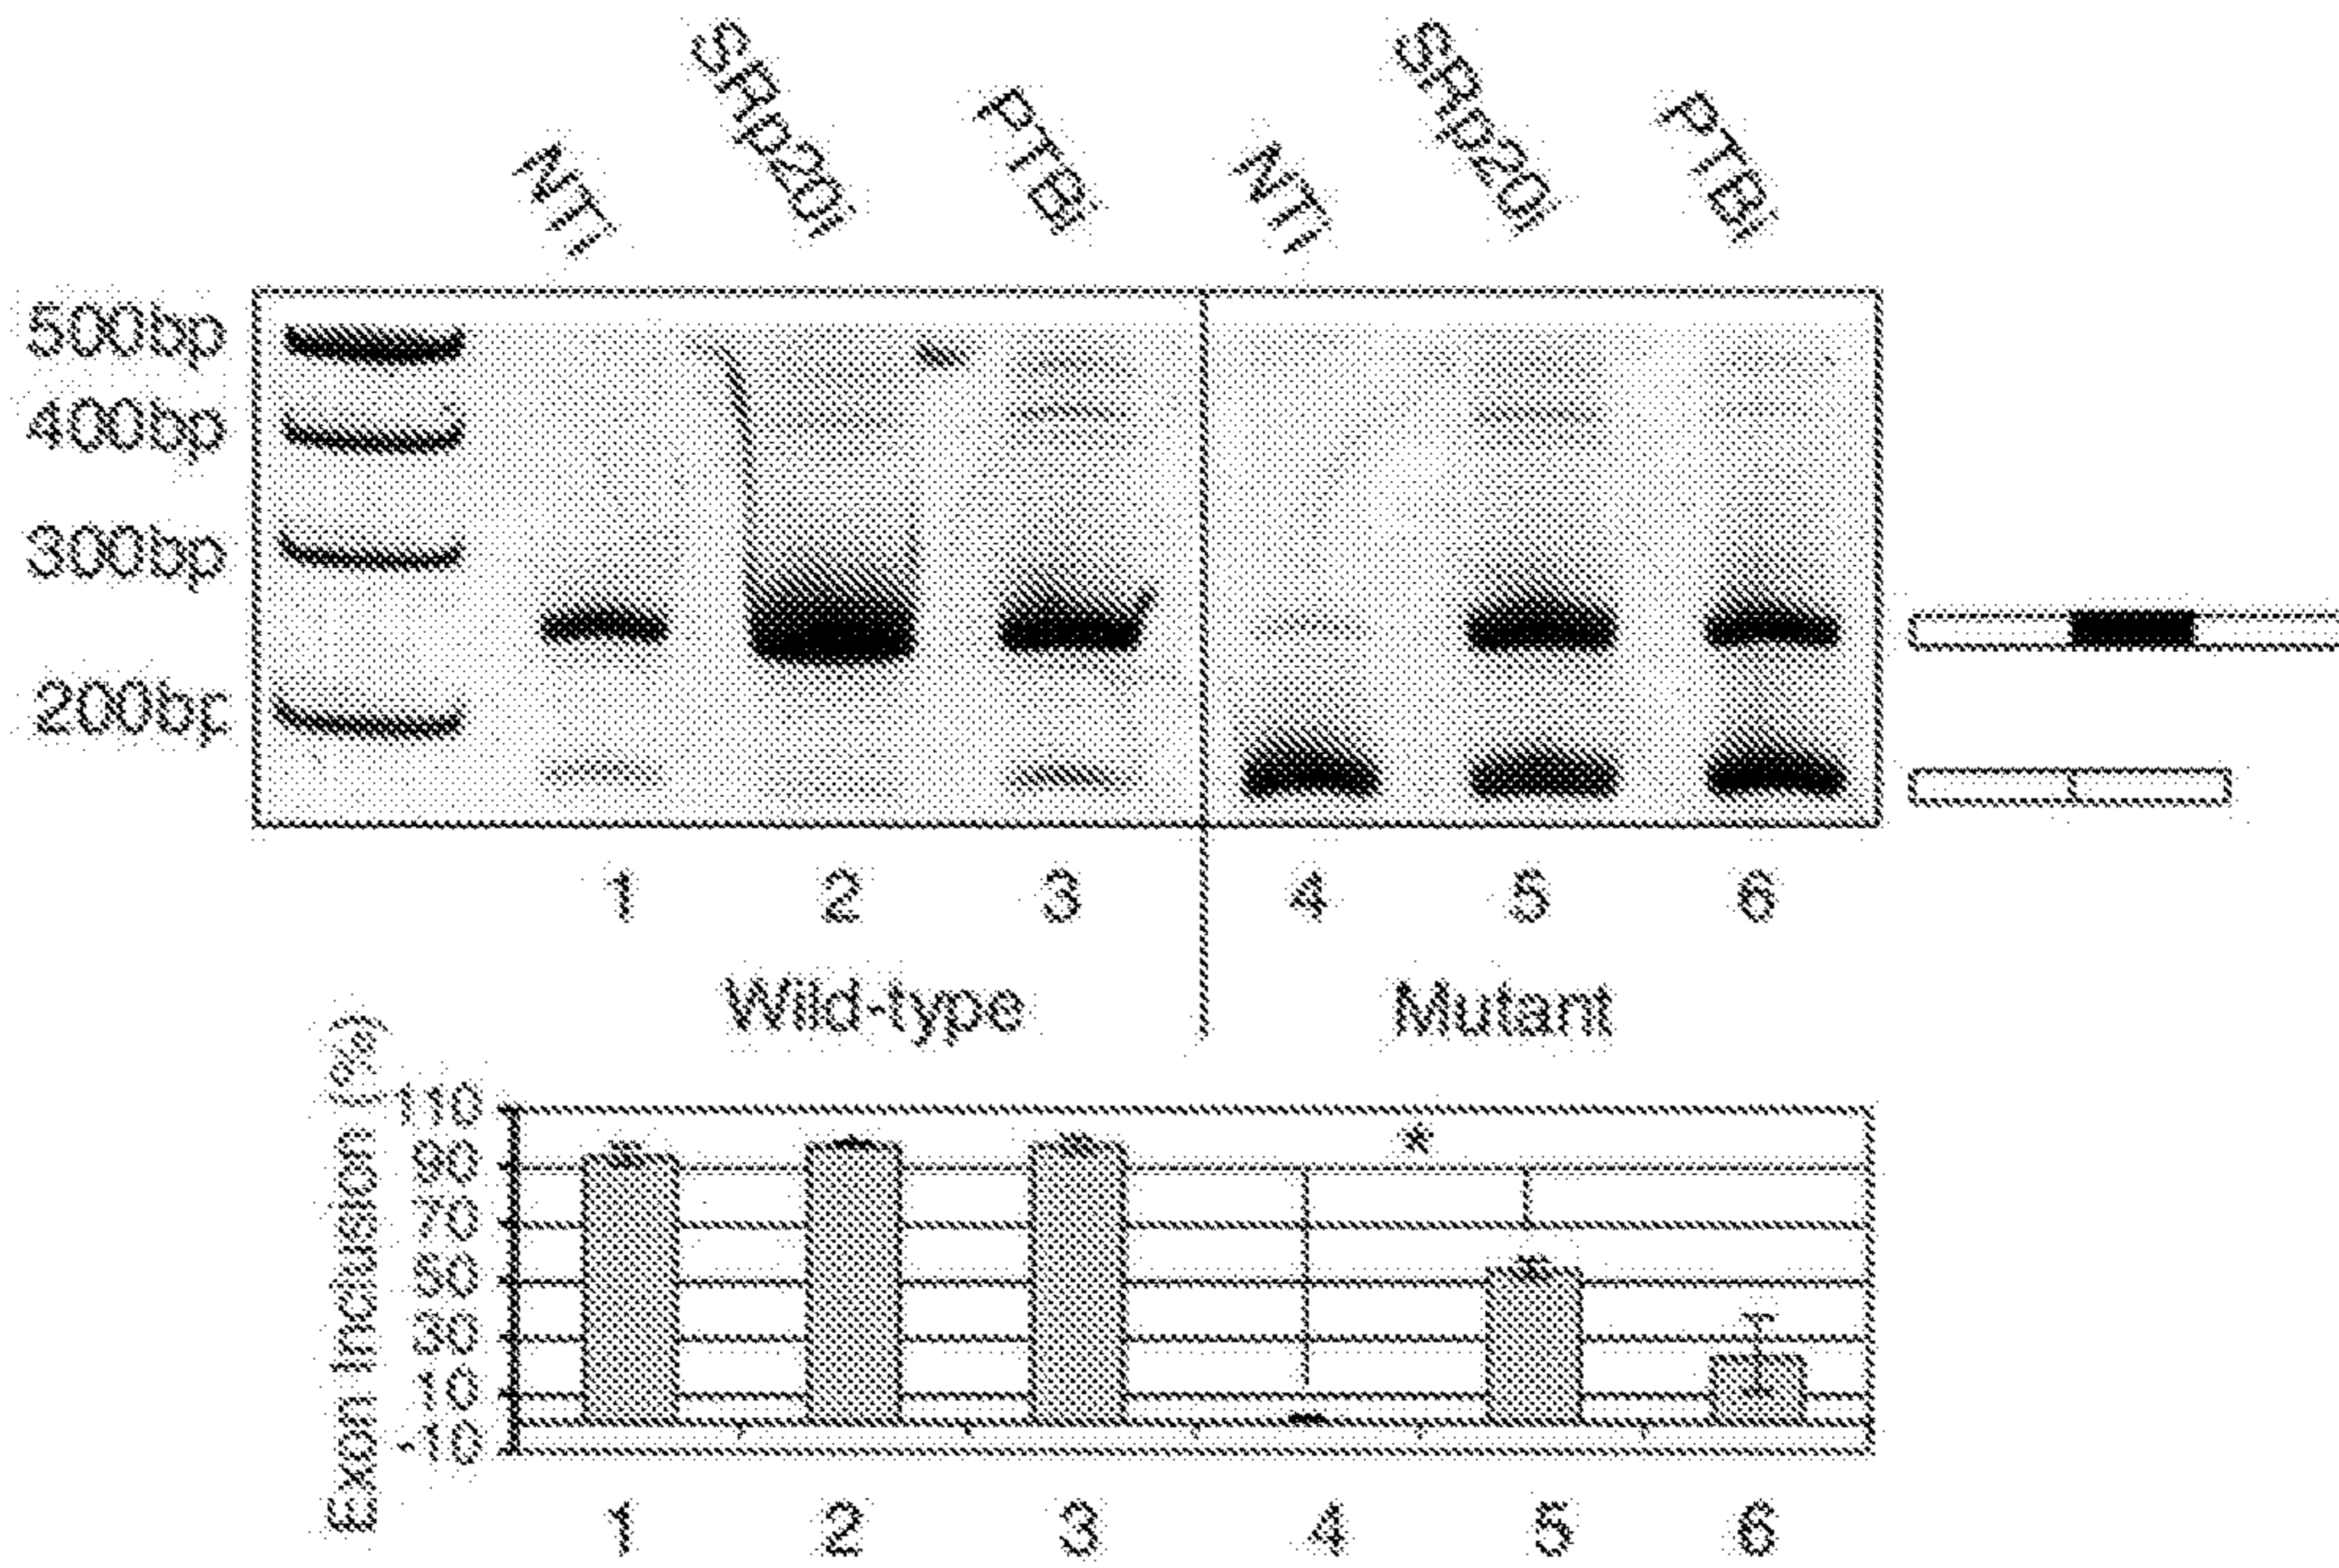 NTi SRp20i PTBi NTi SRp20i PTBi
500bp
400bp
300bp
200bp
1 2 3 4 5 6
Wild-type Mutant
Exon Inclusion (%)
110
90
70
50
30
10
-10
*
1 2 3 4 5 6